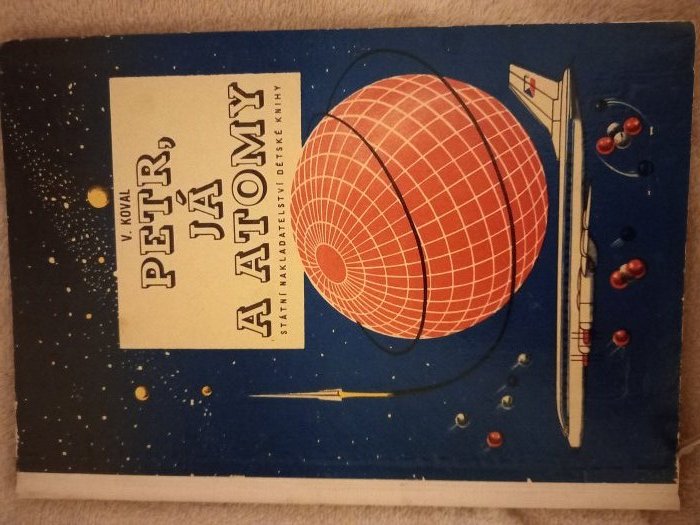 V. KOVAL
PETR,
JÁ
A ATOMY
STÁTNÍ NAKLADATELSTVÍ DĚTSKÉ KNIHY